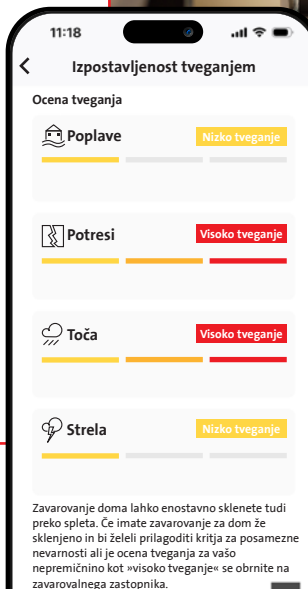 11:18
Izpostavljenost tveganjem
Ocena tveganja
Poplave
Nizko tveganje
Potresi
Visoko tveganje
Toča
Visoko tveganje
Strela
Nizko tveganje
Zavarovanje doma lahko enostavno sklenete tudi
preko spleta. Če imate zavarovanje za dom že
sklenjeno in bi želeli prilagoditi kritja za posamezne
nevarnosti ali je ocena tveganja za vašo
nepremičnino kot »visoko tveganje« se obrnite na
zavarovalnega zastopnika.